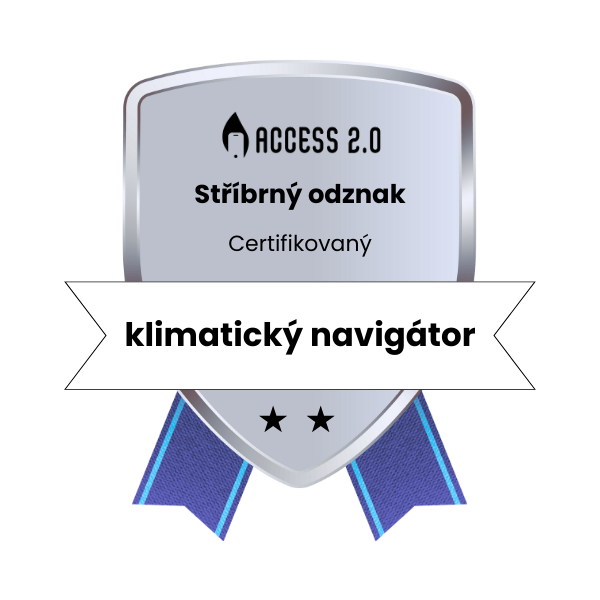 ACCESS 2.0
Stříbrný odznak
Certifikovaný
klimatický navigátor